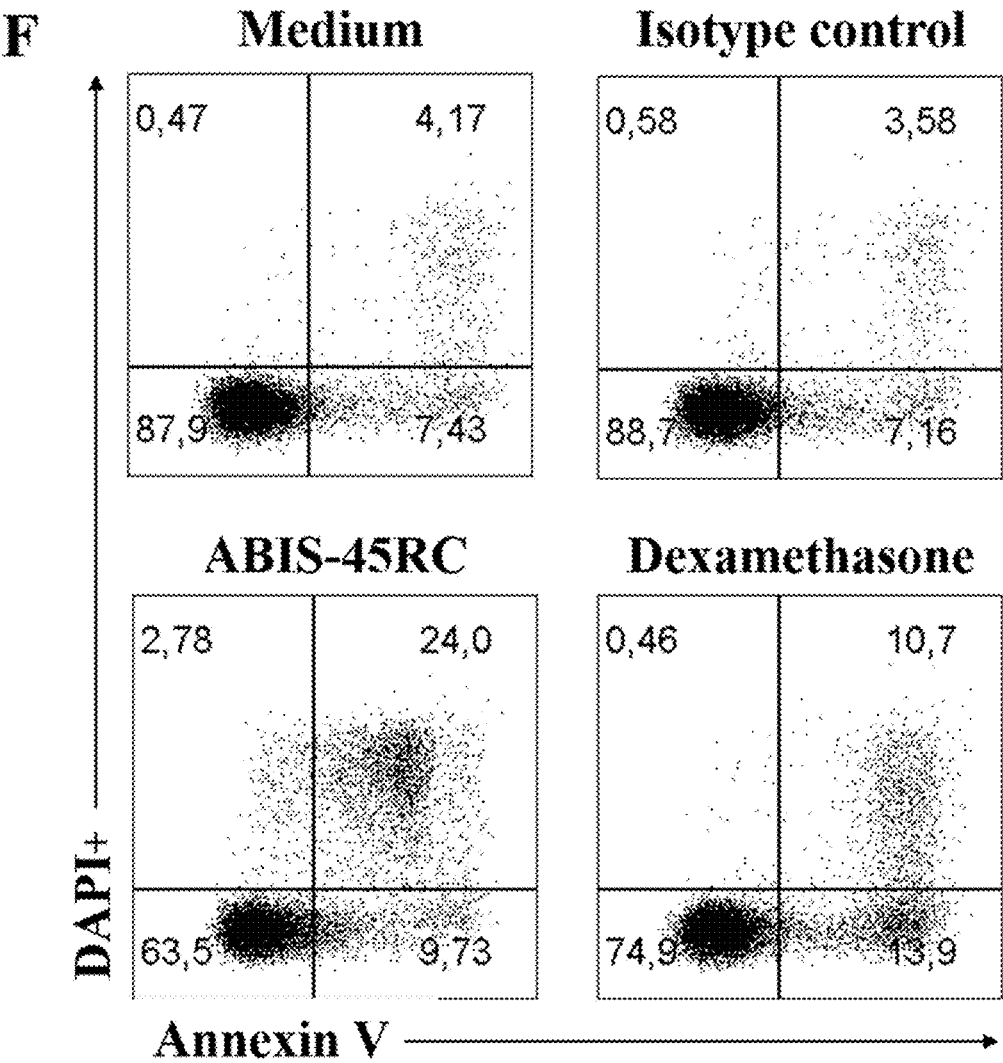 F
Medium
Isotype control
0,47 4,17
0,58 3,58
87,9 7,43
88,7 7,16
ABIS-45RC
Dexamethasone
2,78 24,0
0,46 10,7
63,5 9,73
74,9 13,9
DAPI+
Annexin V